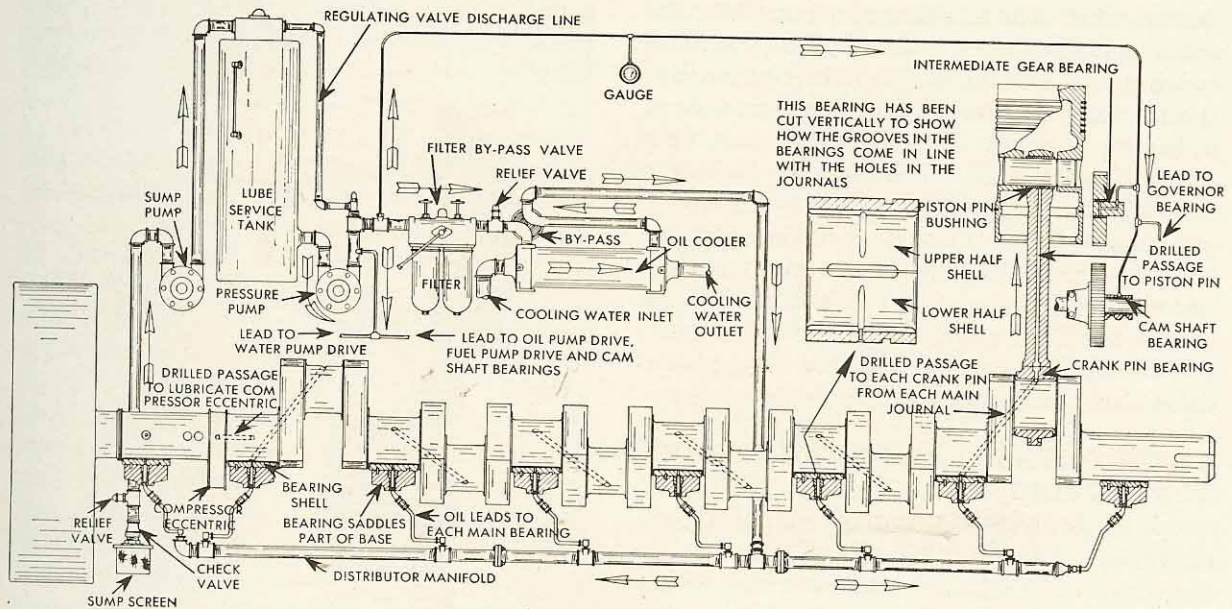 REGULATING VALVE DISCHARGE LINE
GAUGE
INTERMEDIATE GEAR BEARING
THIS BEARING HAS BEEN
CUT VERTICALLY TO SHOW
HOW THE GROOVES IN THE
BEARINGS COME IN LINE
WITH THE HOLES IN THE
JOURNALS
FILTER BY-PASS VALVE
RELIEF VALVE
SUMP
PUMP
LUBE
SERVICE
TANK
LEAD TO
GOVERNOR
BEARING
PISTON PIN
BUSHING
BY-PASS
OIL COOLER
UPPER HALF
SHELL
DRILLED
PASSAGE
TO PISTON PIN
PRESSURE
PUMP
FILTER
COOLING WATER INLET
COOLING
WATER
OUTLET
LOWER HALF
SHELL
CAM SHAFT
BEARING
LEAD TO
WATER PUMP DRIVE
LEAD TO OIL PUMP DRIVE,
FUEL PUMP DRIVE AND CAM
SHAFT BEARINGS
DRILLED PASSAGE
TO LUBRICATE COM
PRESSOR ECCENTRIC
DRILLED PASSAGE
TO EACH CRANK PIN
FROM EACH MAIN
JOURNAL
CRANK PIN BEARING
RELIEF
VALVE
COMPRESSOR
ECCENTRIC
BEARING
SHELL
BEARING SADDLES
PART OF BASE
OIL LEADS TO
EACH MAIN BEARING
CHECK
VALVE
DISTRIBUTOR MANIFOLD
SUMP SCREEN